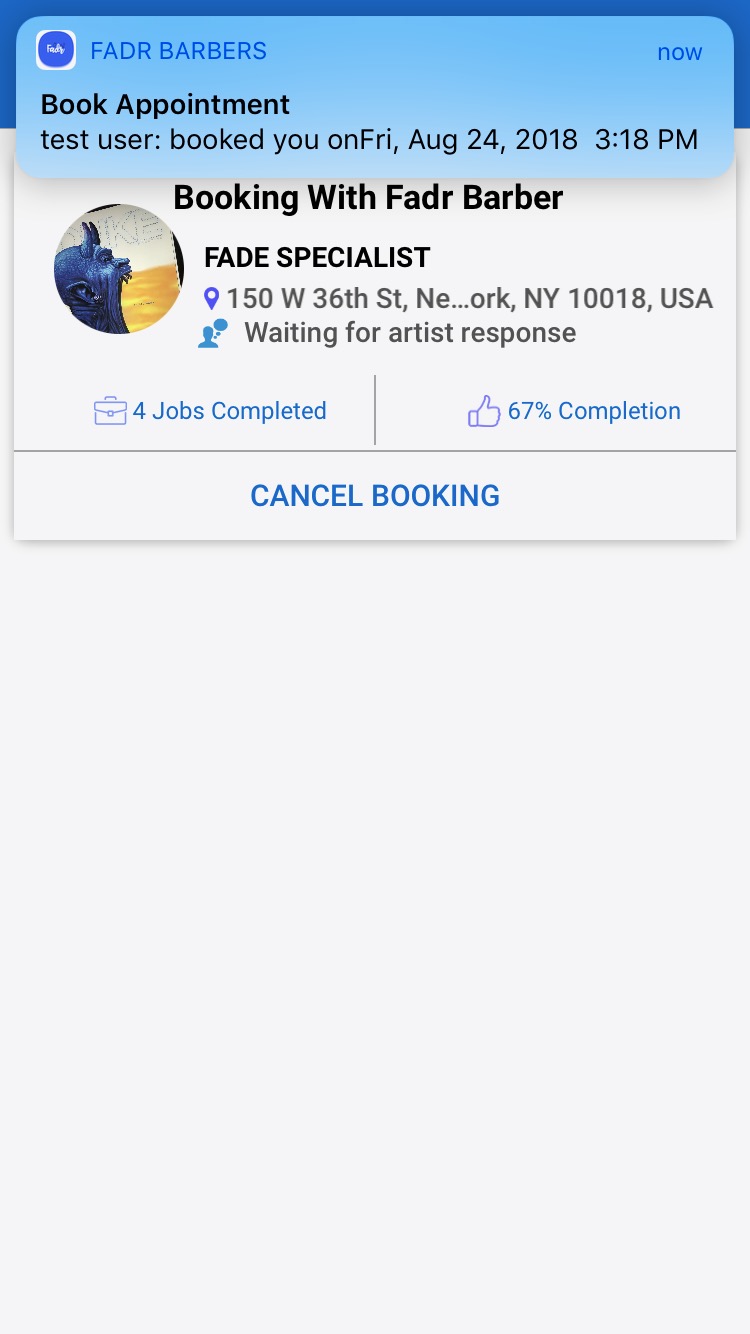 Fadr
FADR BARBERS
now
Book Appointment
test user: booked you onFri, Aug 24, 2018 3:18 PM
Booking With Fadr Barber
FADE SPECIALIST
150 W 36th St, Ne...ork, NY 10018, USA
Waiting for artist response
4 Jobs Completed
67% Completion
CANCEL BOOKING